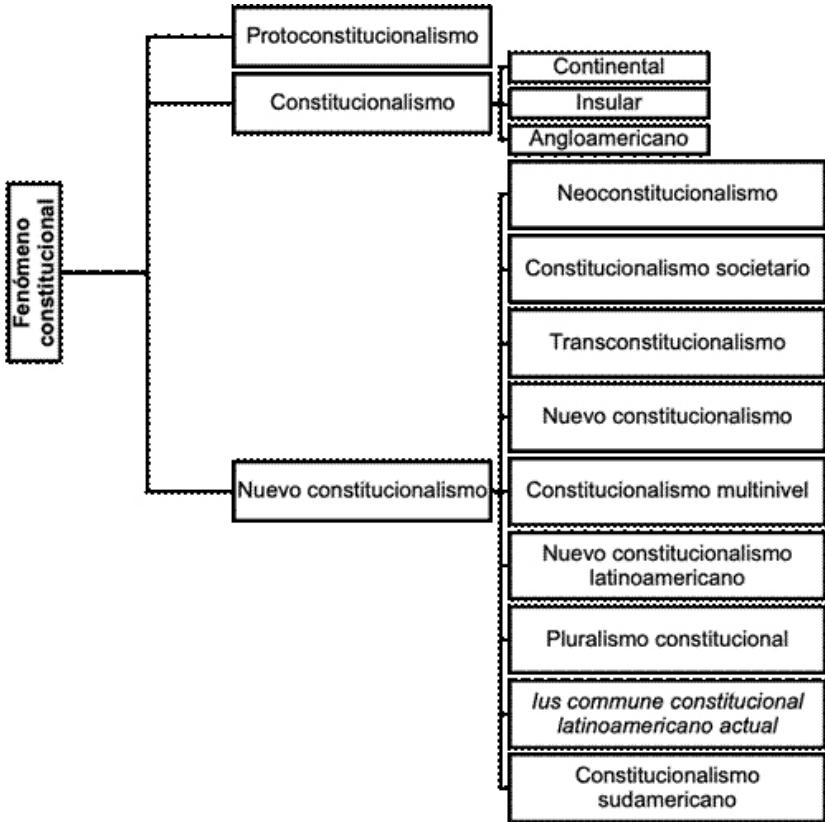 Fenómeno
constitucional
Protoconstitucionalismo
Constitucionalismo
Continental
Insular
Angloamericano
Nuevo constitucionalismo
Neoconstitucionalismo
Constitucionalismo societario
Transconstitucionalismo
Nuevo constitucionalismo
Constitucionalismo multinivel
Nuevo constitucionalismo
latinoamericano
Pluralismo constitucional
Ius commune constitucional
latinoamericano actual
Constitucionalismo
sudamericano